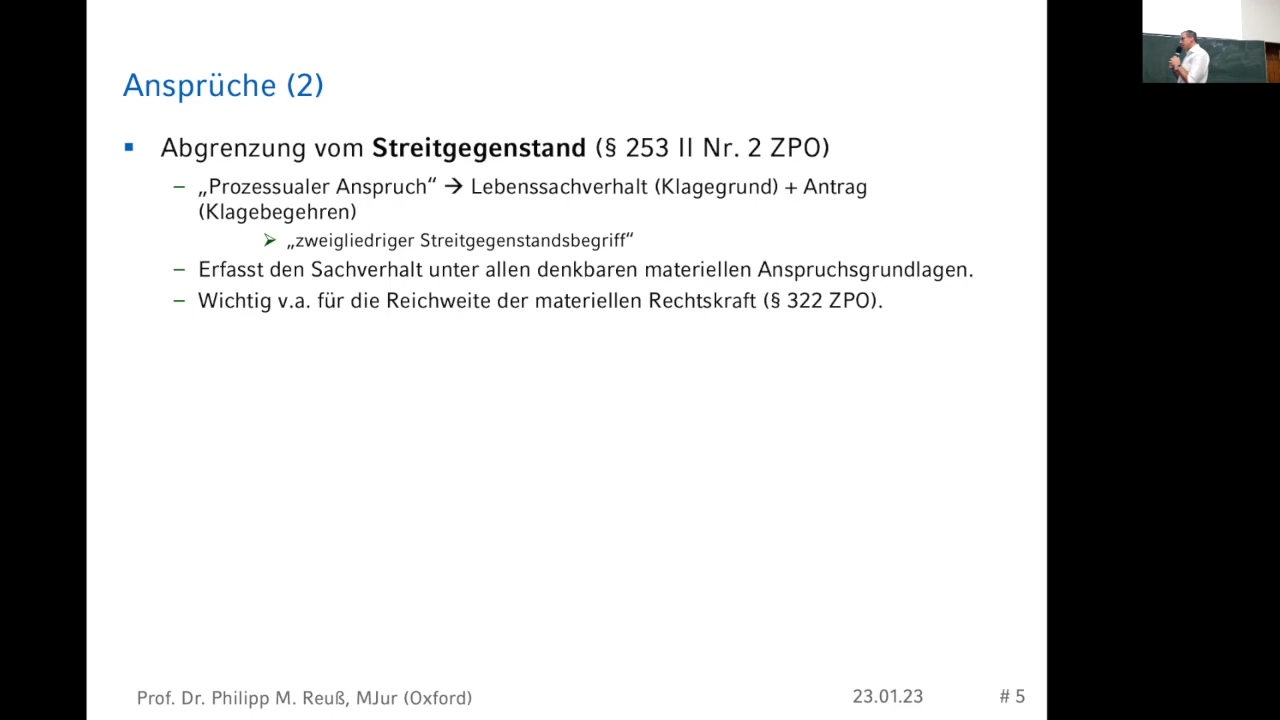 Ansprüche (2)
▪ Abgrenzung vom Streitgegenstand (§ 253 II Nr. 2 ZPO)
– „Prozessualer Anspruch“ → Lebenssachverhalt (Klagegrund) + Antrag
(Klagebegehren)
➢ „zweigliedriger Streitgegenstandsbegriff“
– Erfasst den Sachverhalt unter allen denkbaren materiellen Anspruchsgrundlagen.
– Wichtig v.a. für die Reichweite der materiellen Rechtskraft (§ 322 ZPO).
Prof. Dr. Philipp M. Reuß, MJur (Oxford) 23.01.23 # 5